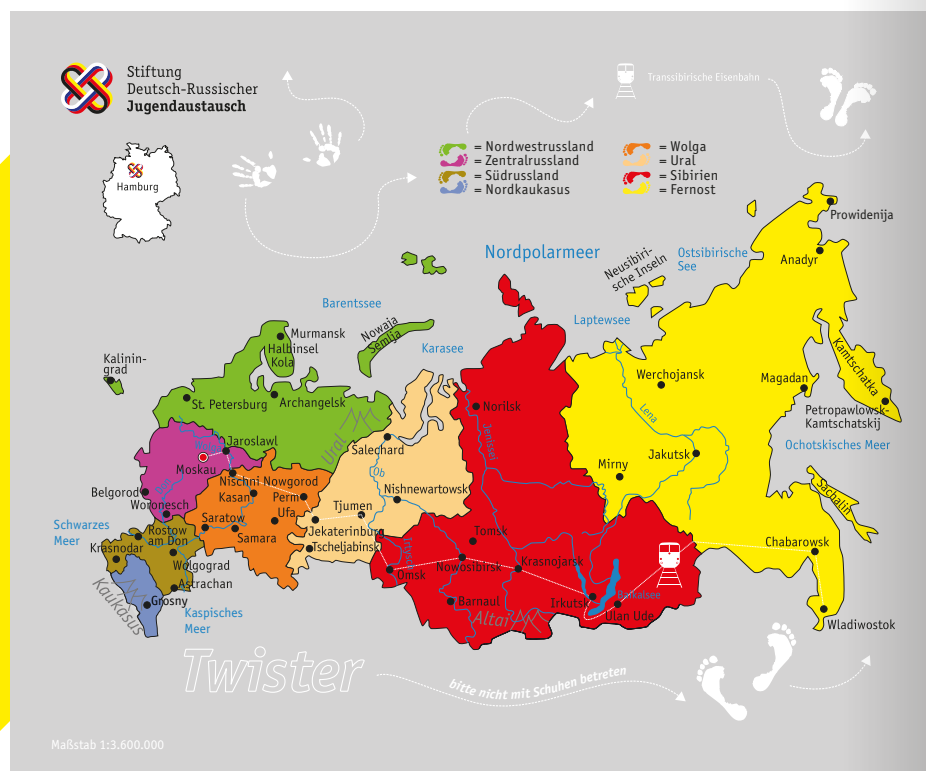 Stiftung
Deutsch-Russischer
Jugendaustausch
Hamburg
Transsibirische Eisenbahn
= Nordwestrussland
= Zentralrussland
= Südrussland
= Nordkaukasus
= Wolga
= Ural
= Sibirien
= Fernost
Prowidenija
Anadyr
Nordpolarmeer
Ostsibirische
See
Neusibiri-
sche Inseln
Barentssee
Laptewsee
Nowaja
Semlja
Karasee
Murmansk
Halbinsel
Kola
Kalinin-
grad
St. Petersburg
Archangelsk
Werchojansk
Magadan
Kamtschatka
Petropawlowsk-
Kamtschatskij
Ochotskisches Meer
Norilsk
Lena
Jenissej
Ural
Salechard
Jaroslawl
Moskau
Jakutsk
Mirny
Ob
Nischni Nowgorod
Kasan
Perm
Nishnewartowsk
Belgorod
Woronesch
Ufa
Tjumen
Sachalin
Saratow
Samara
Jekaterinburg
Tscheljabinsk
Schwarzes
Meer
Rostow
am Don
Krasnodar
Wolgograd
Tomsk
Chabarowsk
Nowosibirsk
Krasnojarsk
Omsk
Astrachan
Kaukasus
Grosny
Kaspisches
Meer
Barnaul
Altai
Irkutsk
Baikalsee
Ulan Ude
Wladiwostok
Twister
bitte nicht mit Schuhen betreten
Maßstab 1:3.600.000